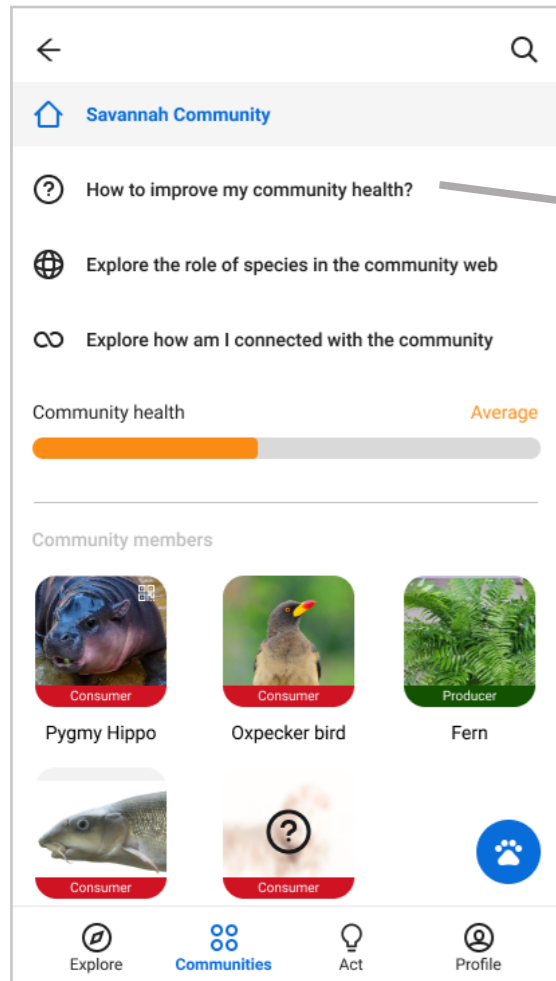 Savannah Community
How to improve my community health?
Explore the role of species in the community web
Explore how am I connected with the community
Community health Average
Community members
Consumer Consumer Producer
Pygmy Hippo Oxpecker bird Fern
Consumer Consumer
Explore Communities Act Profile